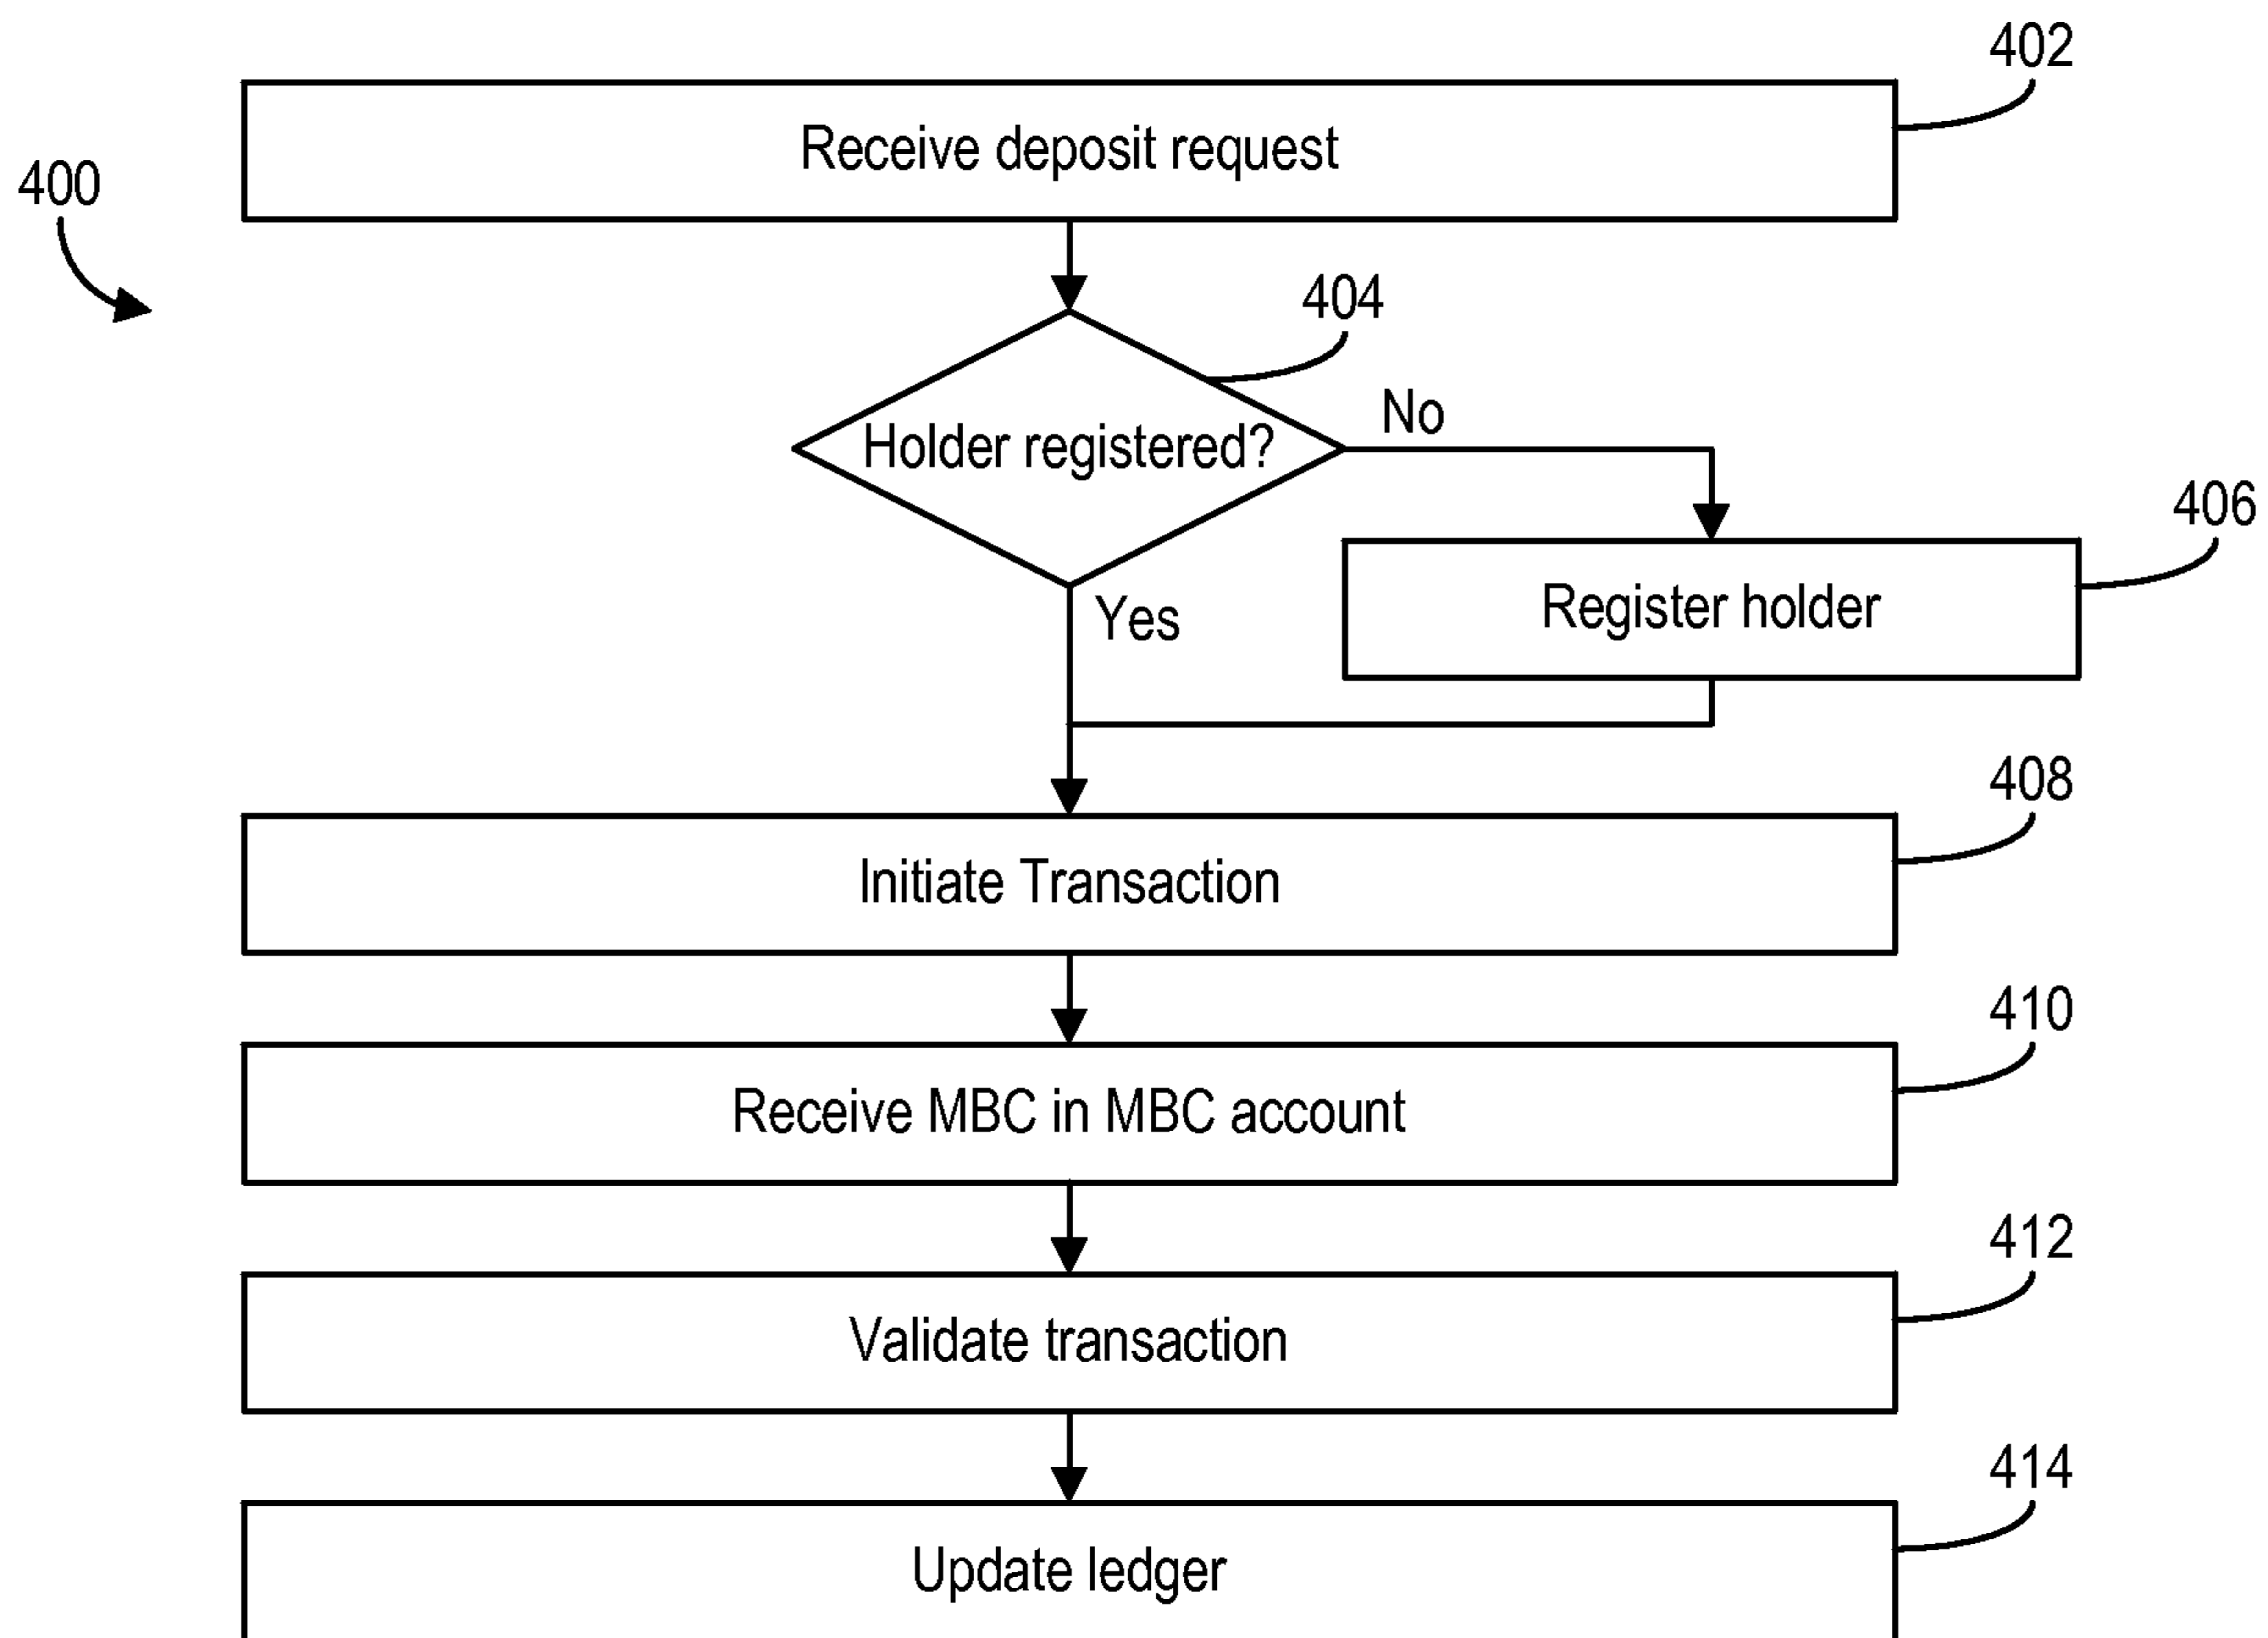 402
Receive deposit request
400
404
No
Holder registered?
406
Register holder
Yes
408
Initiate Transaction
410
Receive MBC in MBC account
412
Validate transaction
414
Update ledger